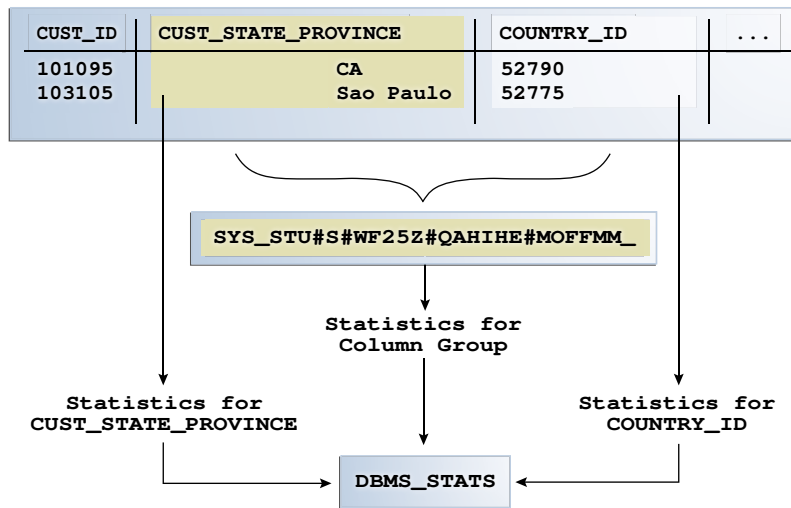 CUST_ID CUST_STATE_PROVINCE COUNTRY_ID ...
101095 CA 52790
103105 Sao Paulo 52775
SYS_STU#S#WF25Z#QAHIHE#MOFFMM_
Statistics for
Column Group
Statistics for
CUST_STATE_PROVINCE
Statistics for
COUNTRY_ID
DBMS_STATS